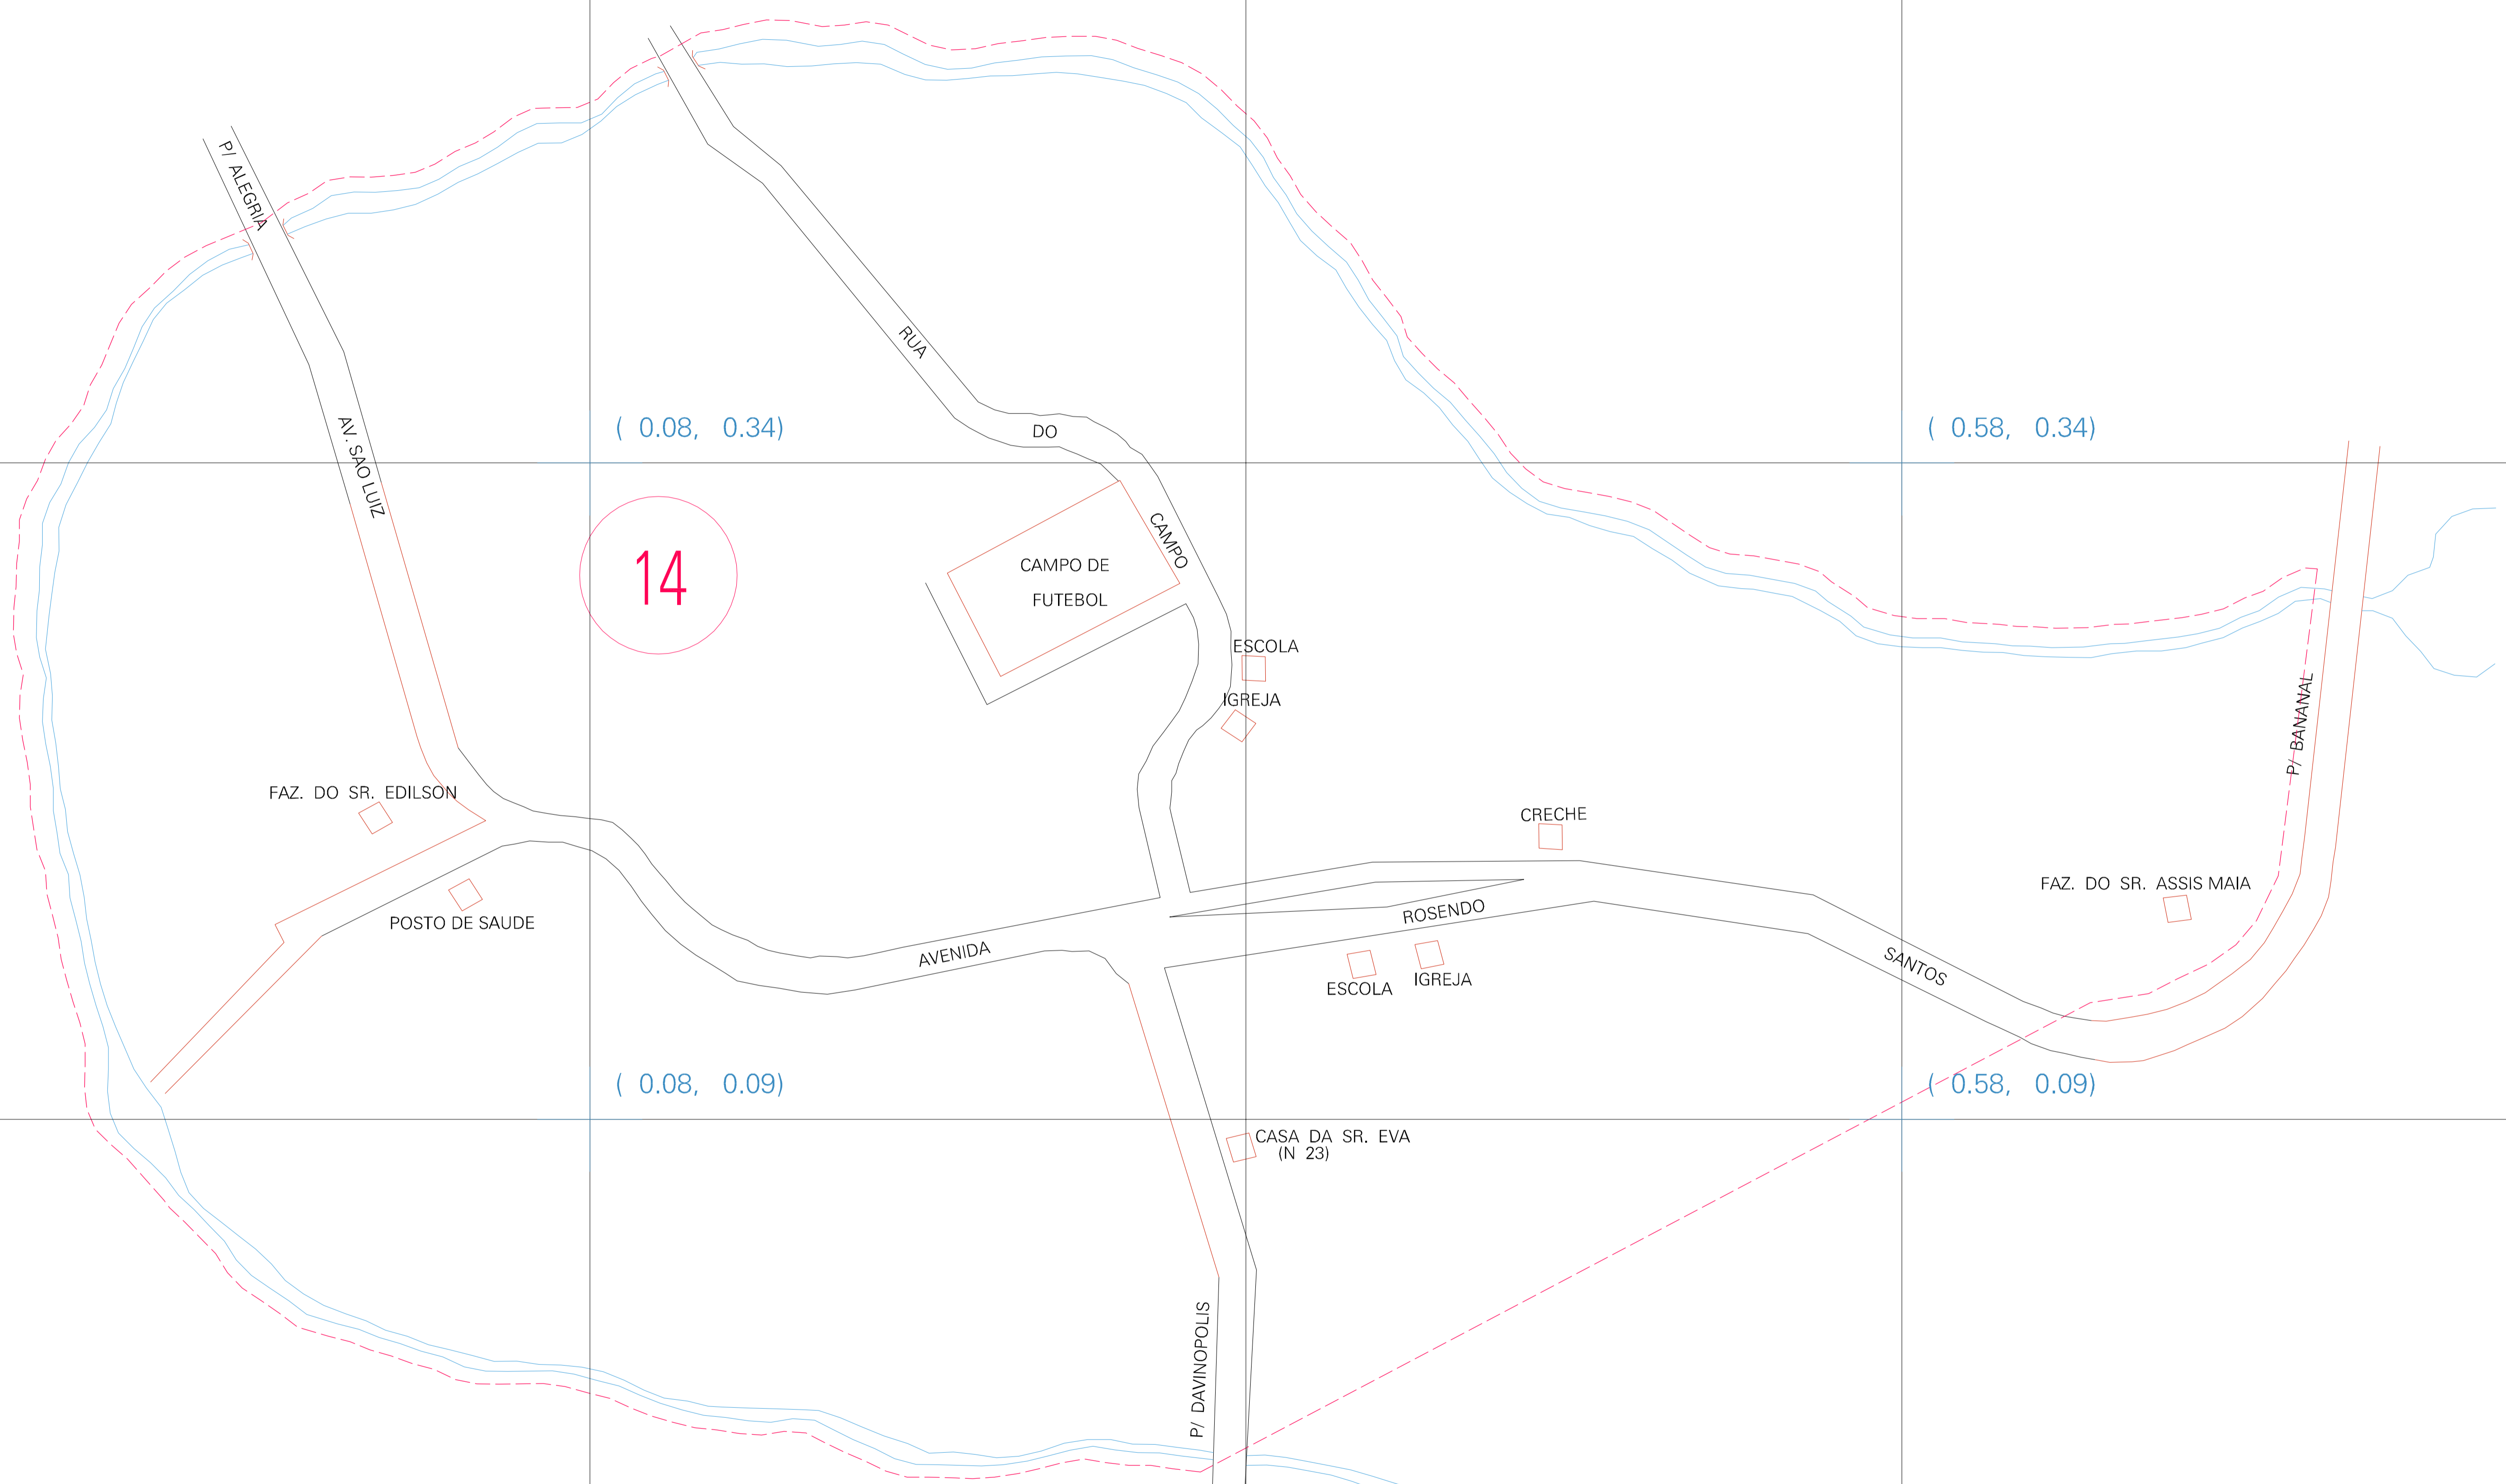 P/ ALEGRIA
AV. SAO LUIZ
RUA
DO
CAMPO
( 0.08, 0.34)
( 0.58, 0.34)
14
CAMPO DE
FUTEBOL
ESCOLA
IGREJA
P/ BANANAL
FAZ. DO SR. EDILSON
CRECHE
FAZ. DO SR. ASSIS MAIA
POSTO DE SAUDE
AVENIDA
ROSENDO
SANTOS
ESCOLA
IGREJA
( 0.08, 0.09)
( 0.58, 0.09)
CASA DA SR. EVA
(N 23)
P/ DAVINOPOLIS